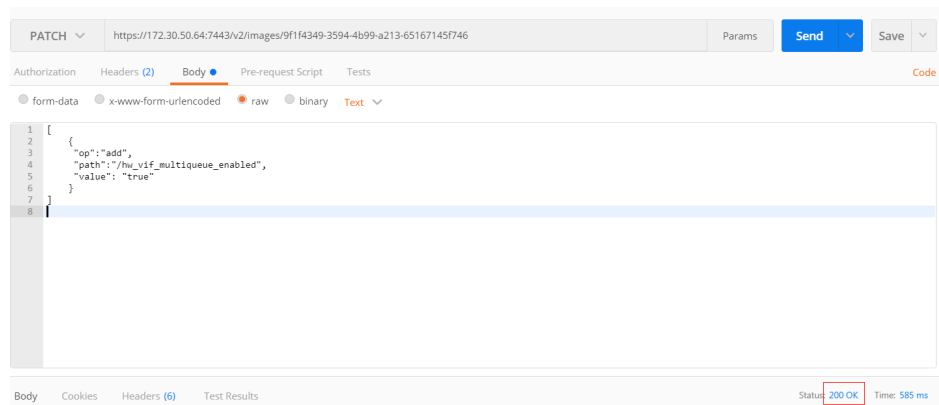 PATCH https://172.30.50.64:7443/v2/images/9f1f4349-3594-4b99-a213-65167145f746 Params Send Save
Authorization Headers (2) Body Pre-request Script Tests Code
form-data x-www-form-urlencoded raw binary Text
1 [
2 {
3 "op":"add",
4 "path":"/hw_vif_multiqueue_enabled",
5 "value": "true"
6 }
7 ]
8
Body Cookies Headers (6) Test Results Status: 200 OK Time: 585 ms